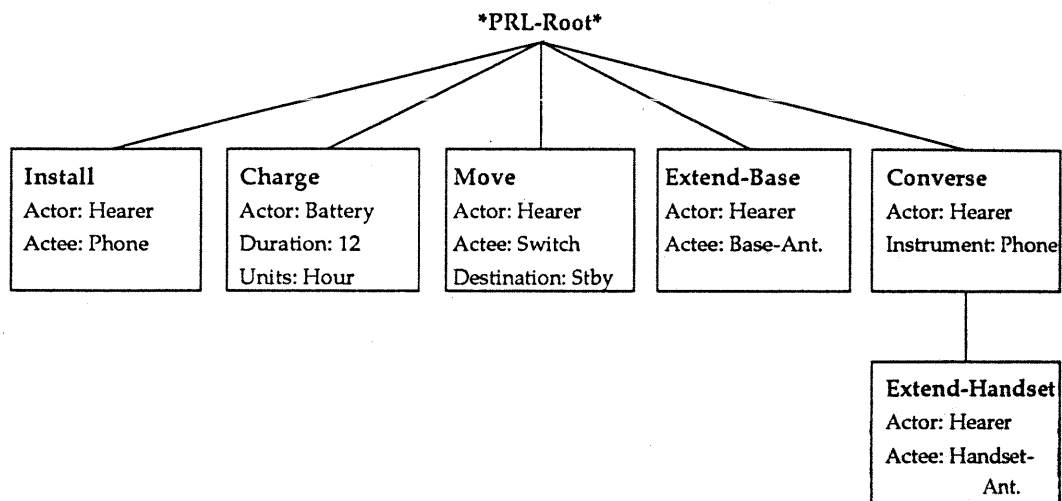 *PRL-Root*
Install
Actor: Hearer
Actee: Phone
Charge
Actor: Battery
Duration: 12
Units: Hour
Move
Actor: Hearer
Actee: Switch
Destination: Stby
Extend-Base
Actor: Hearer
Actee: Base-Ant.
Converse
Actor: Hearer
Instrument: Phone
Extend-Handset
Actor: Hearer
Actee: Handset-
Ant.